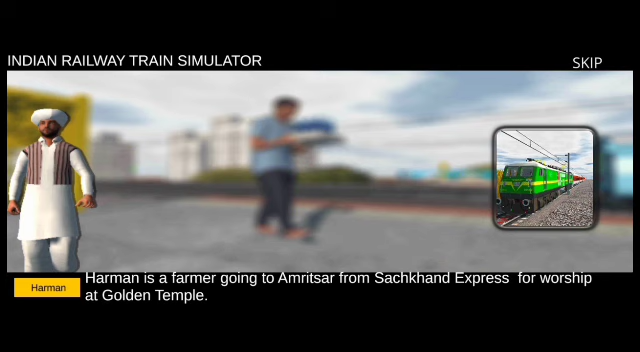 INDIAN RAILWAY TRAIN SIMULATOR
SKIP
Harman
Harman is a farmer going to Amritsar from Sachkhand Express  for worship
at Golden Temple.